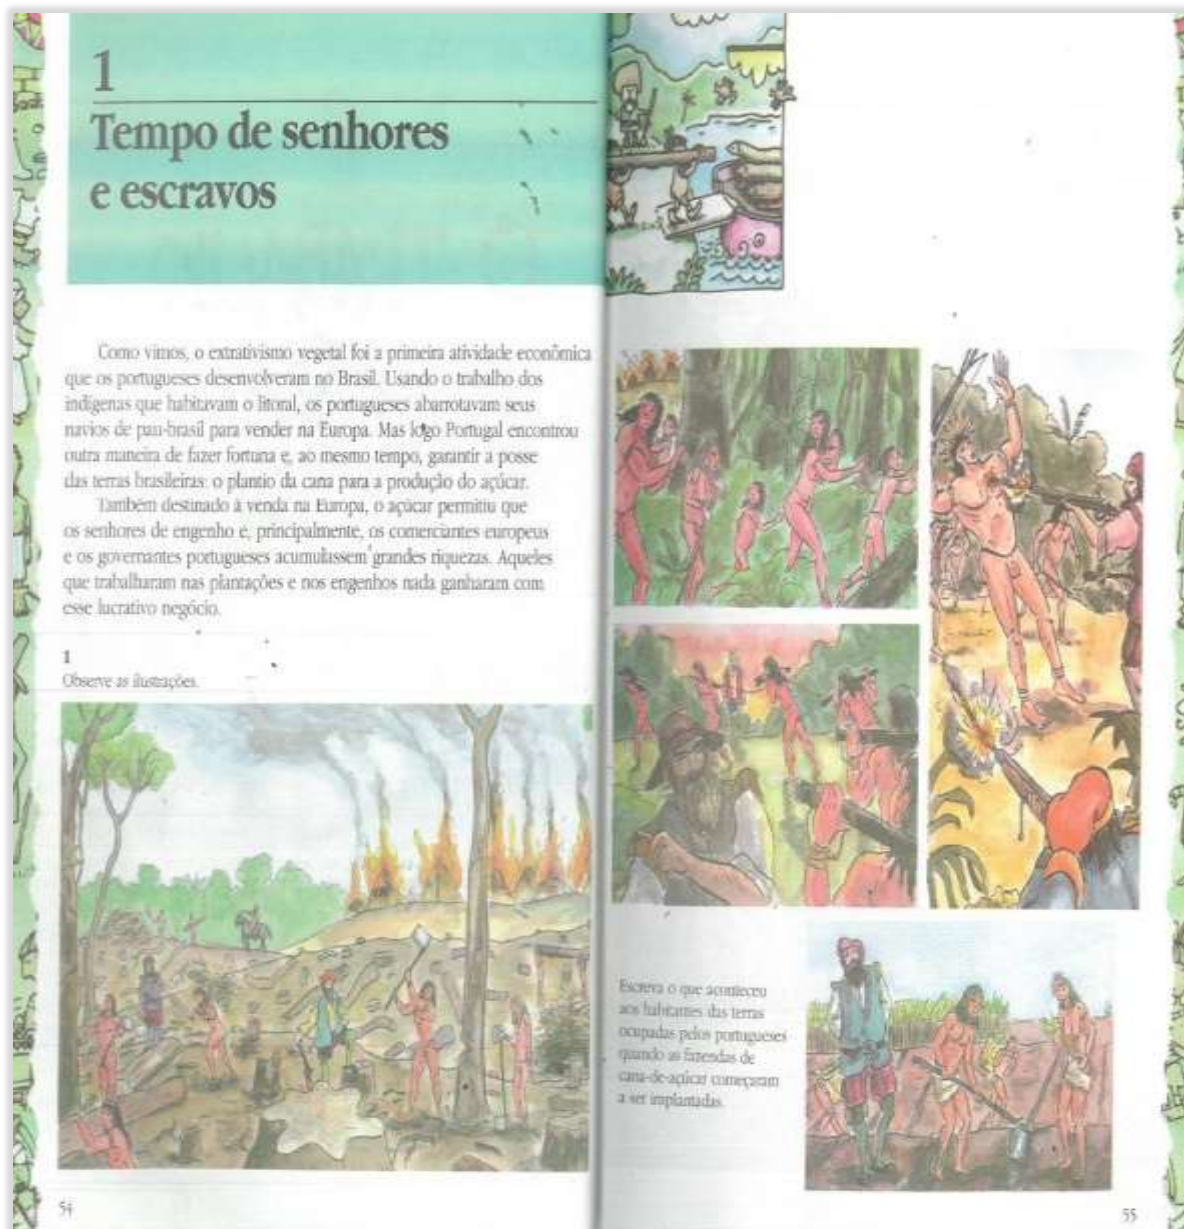 1
Tempo de senhores
e escravos
Como vimos, o extrativismo vegetal foi a primeira atividade econômica
que os portugueses desenvolveram no Brasil. Usando o trabalho dos
indígenas que habitavam o litoral, os portugueses abarrotavam seus
navios de pau-brasil para vender na Europa. Mas logo Portugal encontrou
outra maneira de fazer fortuna e, ao mesmo tempo, garantir a posse
das terras brasileiras: o plantio da cana para a produção do açúcar.
Também destinado à venda na Europa, o açúcar permitiu que
os senhores de engenho e, principalmente, os comerciantes europeus
e os governantes portugueses acumulassem grandes riquezas. Aqueles
que trabalharam nas plantações e nos engenhos nada ganharam com
esse lucrativo negócio.
1
Observe as ilustrações.
54
Escreva o que aconteceu
aos habitantes das terras
ocupadas pelos portugueses
quando as fazendas de
cana-de-açúcar começaram
a ser implantadas.
55